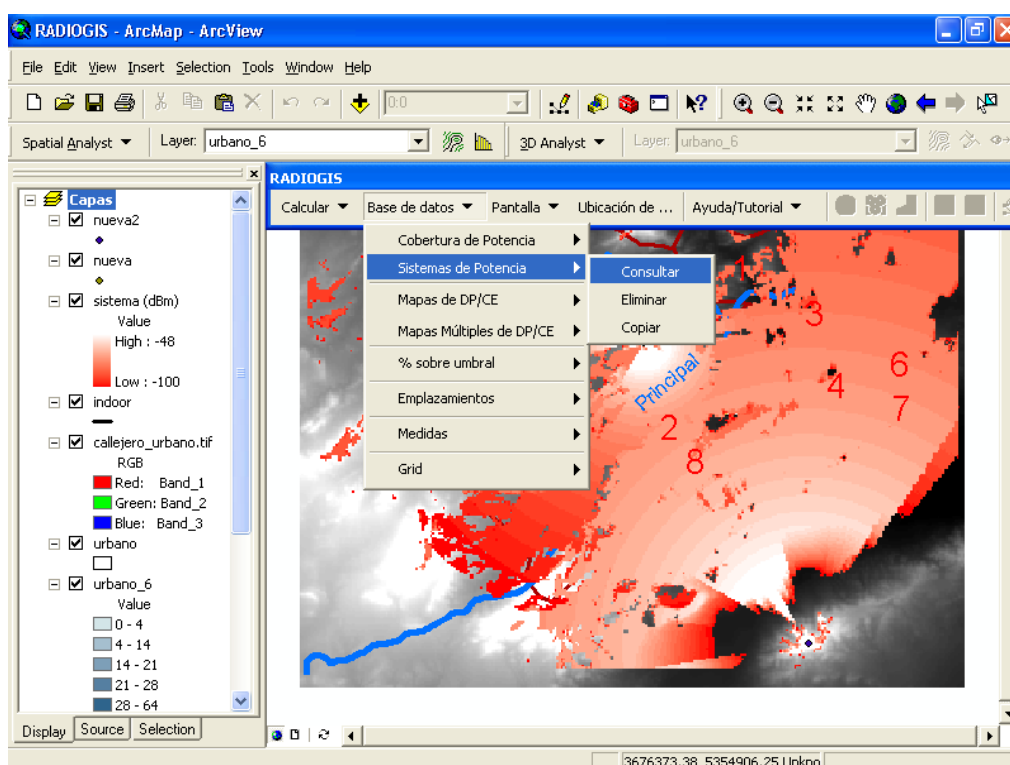 RADIOGIS - ArcMap - ArcView
File Edit View Insert Selection Tools Window Help
0:0
Spatial Analyst Layer: urbano_6 3D Analyst Layer: urbano_6
RADIOGIS
Calcular Base de datos Pantalla Ubicación de ... Ayuda/Tutorial
Capas
nueva2
nueva
sistema (dBm)
Value
High : -48
Low : -100
indoor
callejero_urbano.tif
RGB
Red: Band_1
Green: Band_2
Blue: Band_3
urbano
urbano_6
Value
0 - 4
4 - 14
14 - 21
21 - 28
28 - 64
Display Source Selection
Cobertura de Potencia
Sistemas de Potencia
Mapas de DP/CE
Mapas Múltiples de DP/CE
% sobre umbral
Emplazamientos
Medidas
Grid
Consultar
Eliminar
Copiar
1
3
6
4
7
Principal
2
8
3676373,38 5354906,25 Unkno